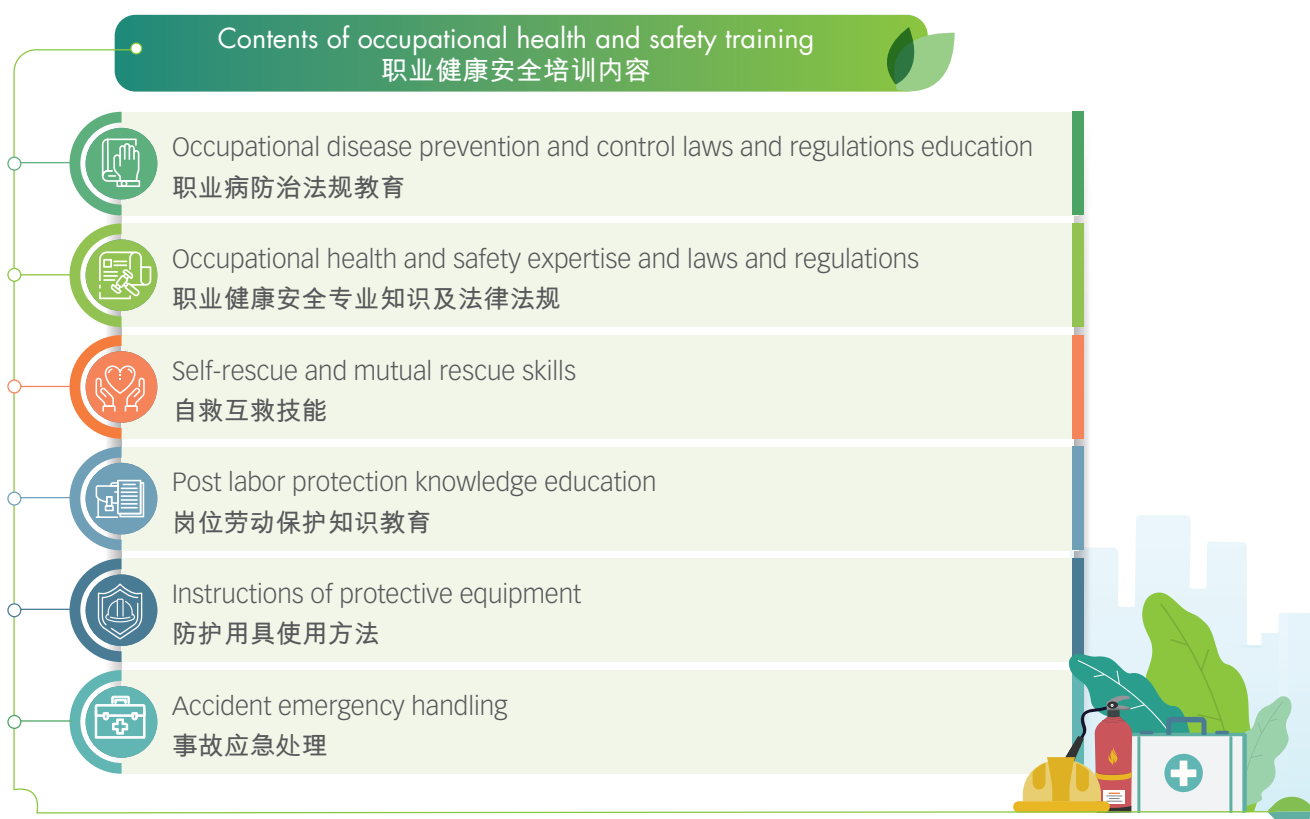 Contents of occupational health and safety training
职业健康安全培训内容
Occupational disease prevention and control laws and regulations education
职业病防治法规教育
Occupational health and safety expertise and laws and regulations
职业健康安全专业知识及法律法规
Self-rescue and mutual rescue skills
自救互救技能
Post labor protection knowledge education
岗位劳动保护知识教育
Instructions of protective equipment
防护用具使用方法
Accident emergency handling
事故应急处理